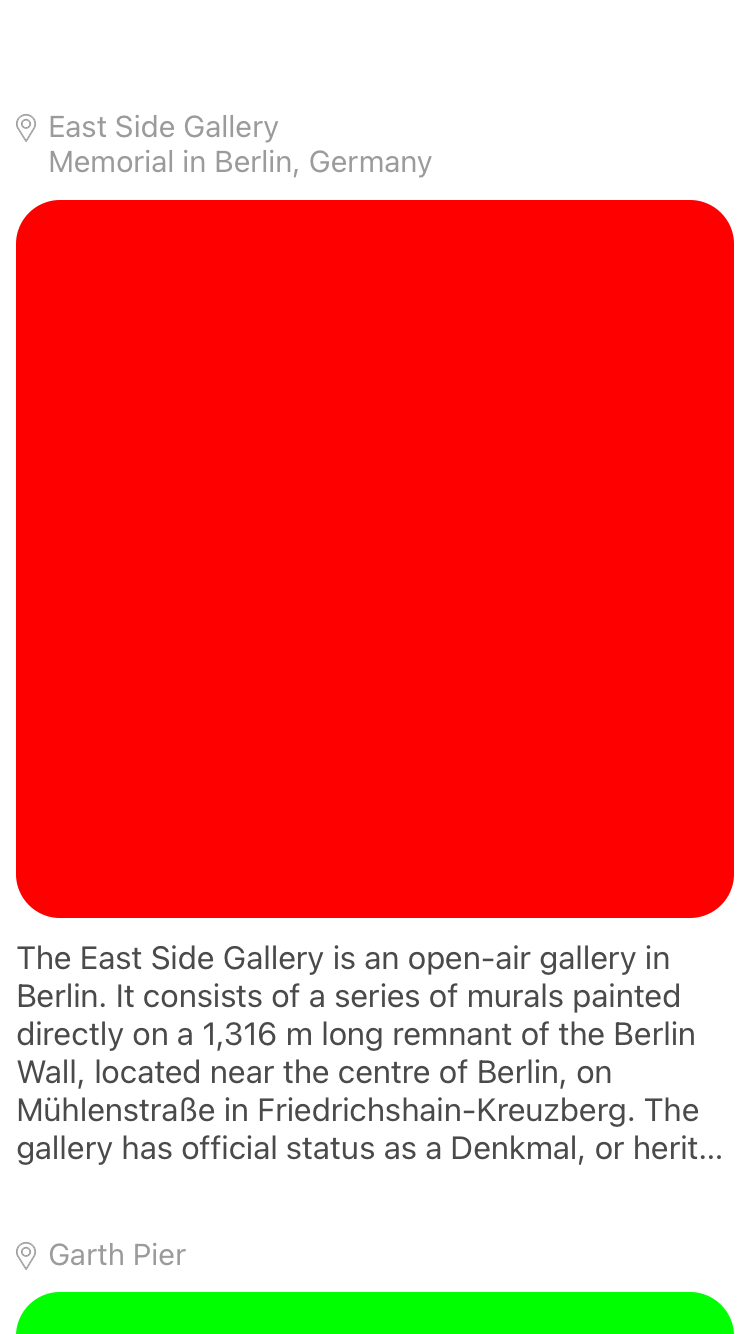 East Side Gallery
Memorial in Berlin, Germany
The East Side Gallery is an open-air gallery in
Berlin. It consists of a series of murals painted
directly on a 1,316 m long remnant of the Berlin
Wall, located near the centre of Berlin, on
Mühlenstraße in Friedrichshain-Kreuzberg. The
gallery has official status as a Denkmal, or herit...
Garth Pier